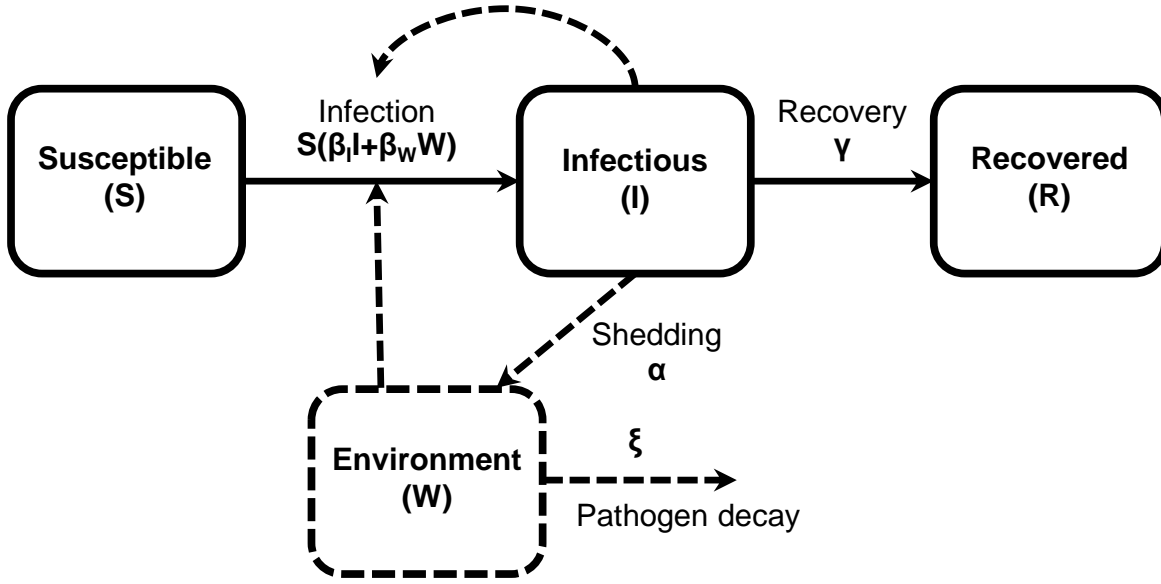 Susceptible
(S)
Infection
S(βII+βWW)
Infectious
(I)
Recovery
γ
Recovered
(R)
Shedding
α
Environment
(W)
ξ
Pathogen decay